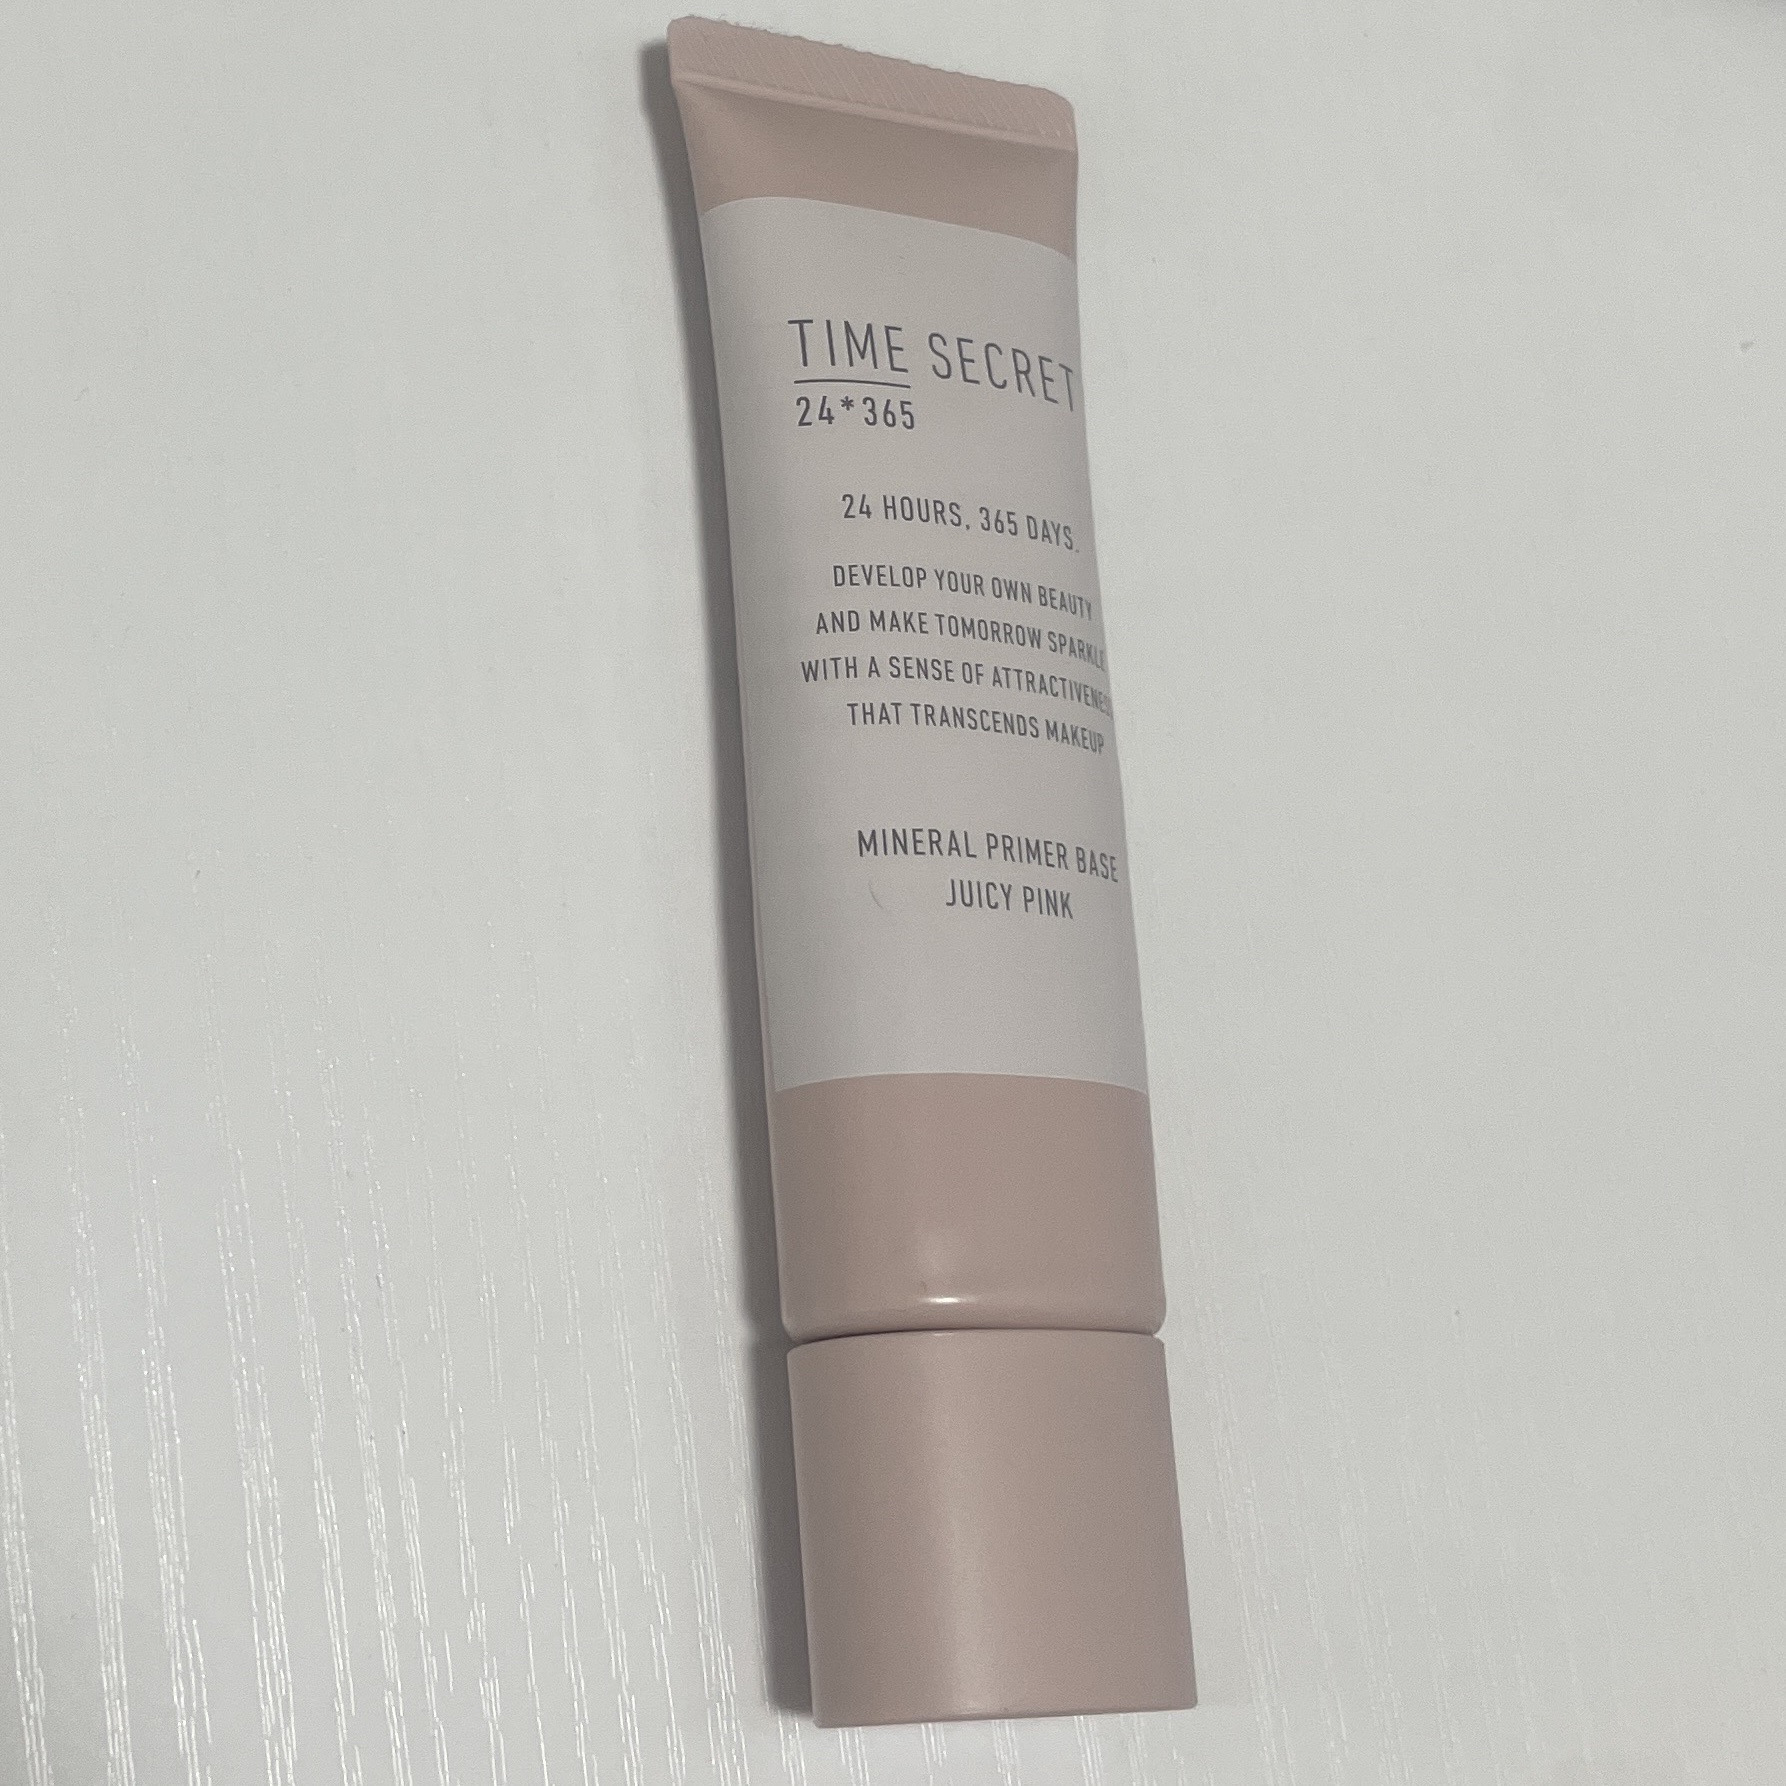 TIME SECRET
24*365
24 HOURS, 365 DAYS.
DEVELOP YOUR OWN BEAUTY
AND MAKE TOMORROW SPARKLE
WITH A SENSE OF ATTRACTIVENESS
THAT TRANSCENDS MAKEUP
MINERAL PRIMER BASE
JUICY PINK